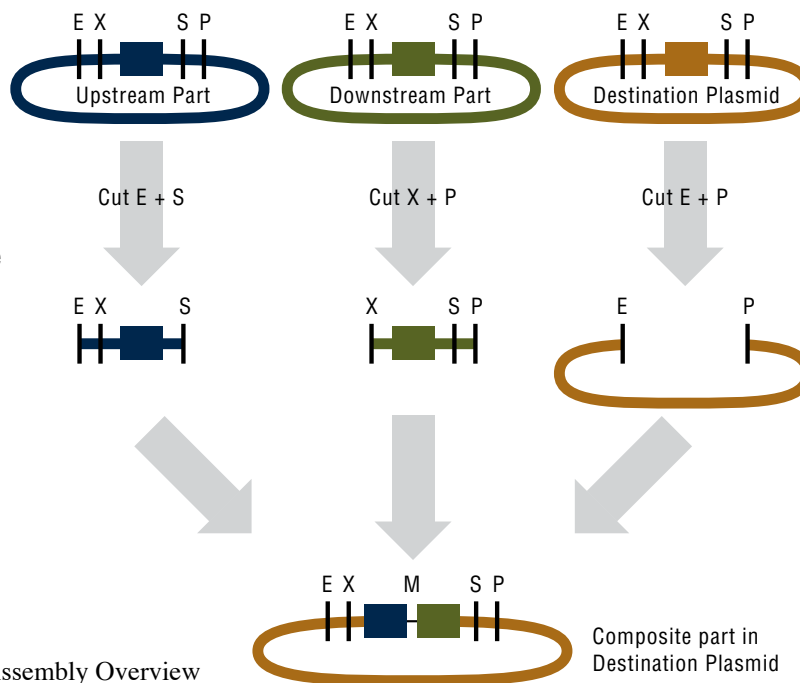 E X S P E X S P E X S P
Upstream Part Downstream Part Destination Plasmid
Cut E + S Cut X + P Cut E + P
E X S X S P E P
E X M S P
Composite part in
Destination Plasmid
ssembly Overview